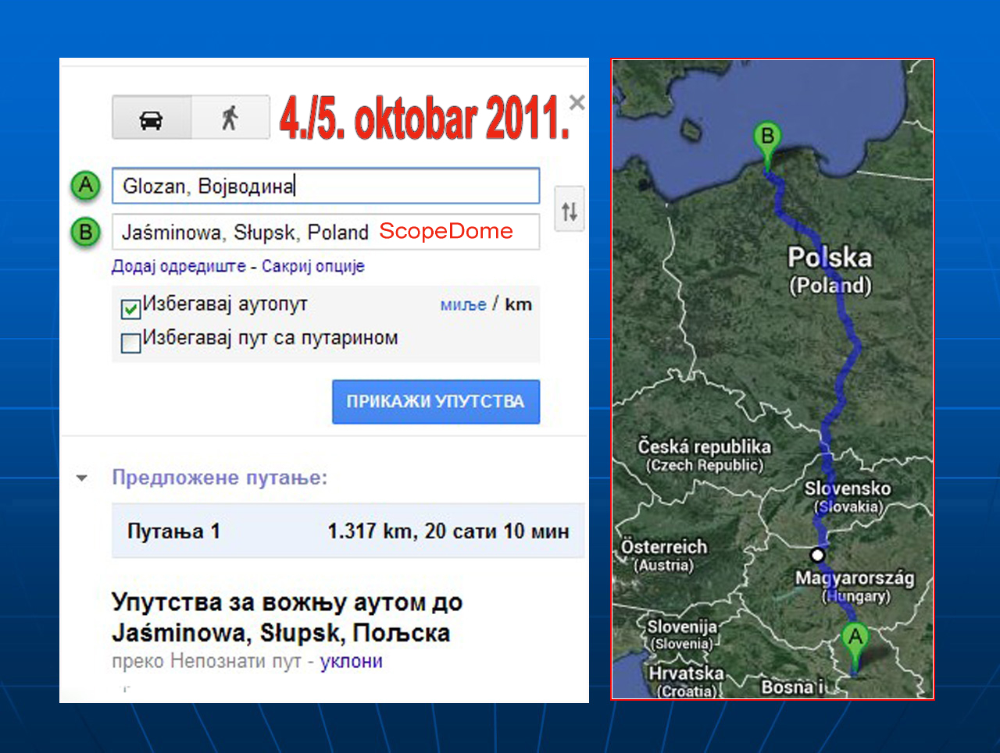 4./5. oktobar 2011.
A Glozan, Војводина
B Jaśminowa, Słupsk, Poland ScopeDome
Додај одредиште - Сакриј опције
Избегавај аутопут миље / km
Избегавај пут са путарином
ПРИКАЖИ УПУТСТВА
Предложене путање:
Путања 1 1.317 km, 20 сати 10 мин
Упутства за вожњу аутом до
Jaśminowa, Słupsk, Пољска
преко Непознати пут - уклони
B
Polska
(Poland)
Česká republika
(Czech Republic)
Slovensko
(Slovakia)
Österreich
(Austria)
Magyarország
(Hungary)
Slovenija
(Slovenia)
A
Hrvatska
(Croatia)
Bosna i